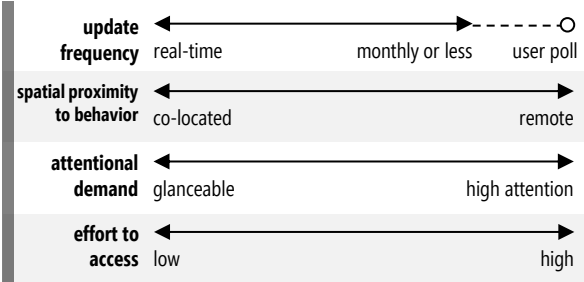 update
frequency
real-time monthly or less user poll
spatial proximity
to behavior
co-located remote
attentional
demand
glanceable high attention
effort to
access
low high